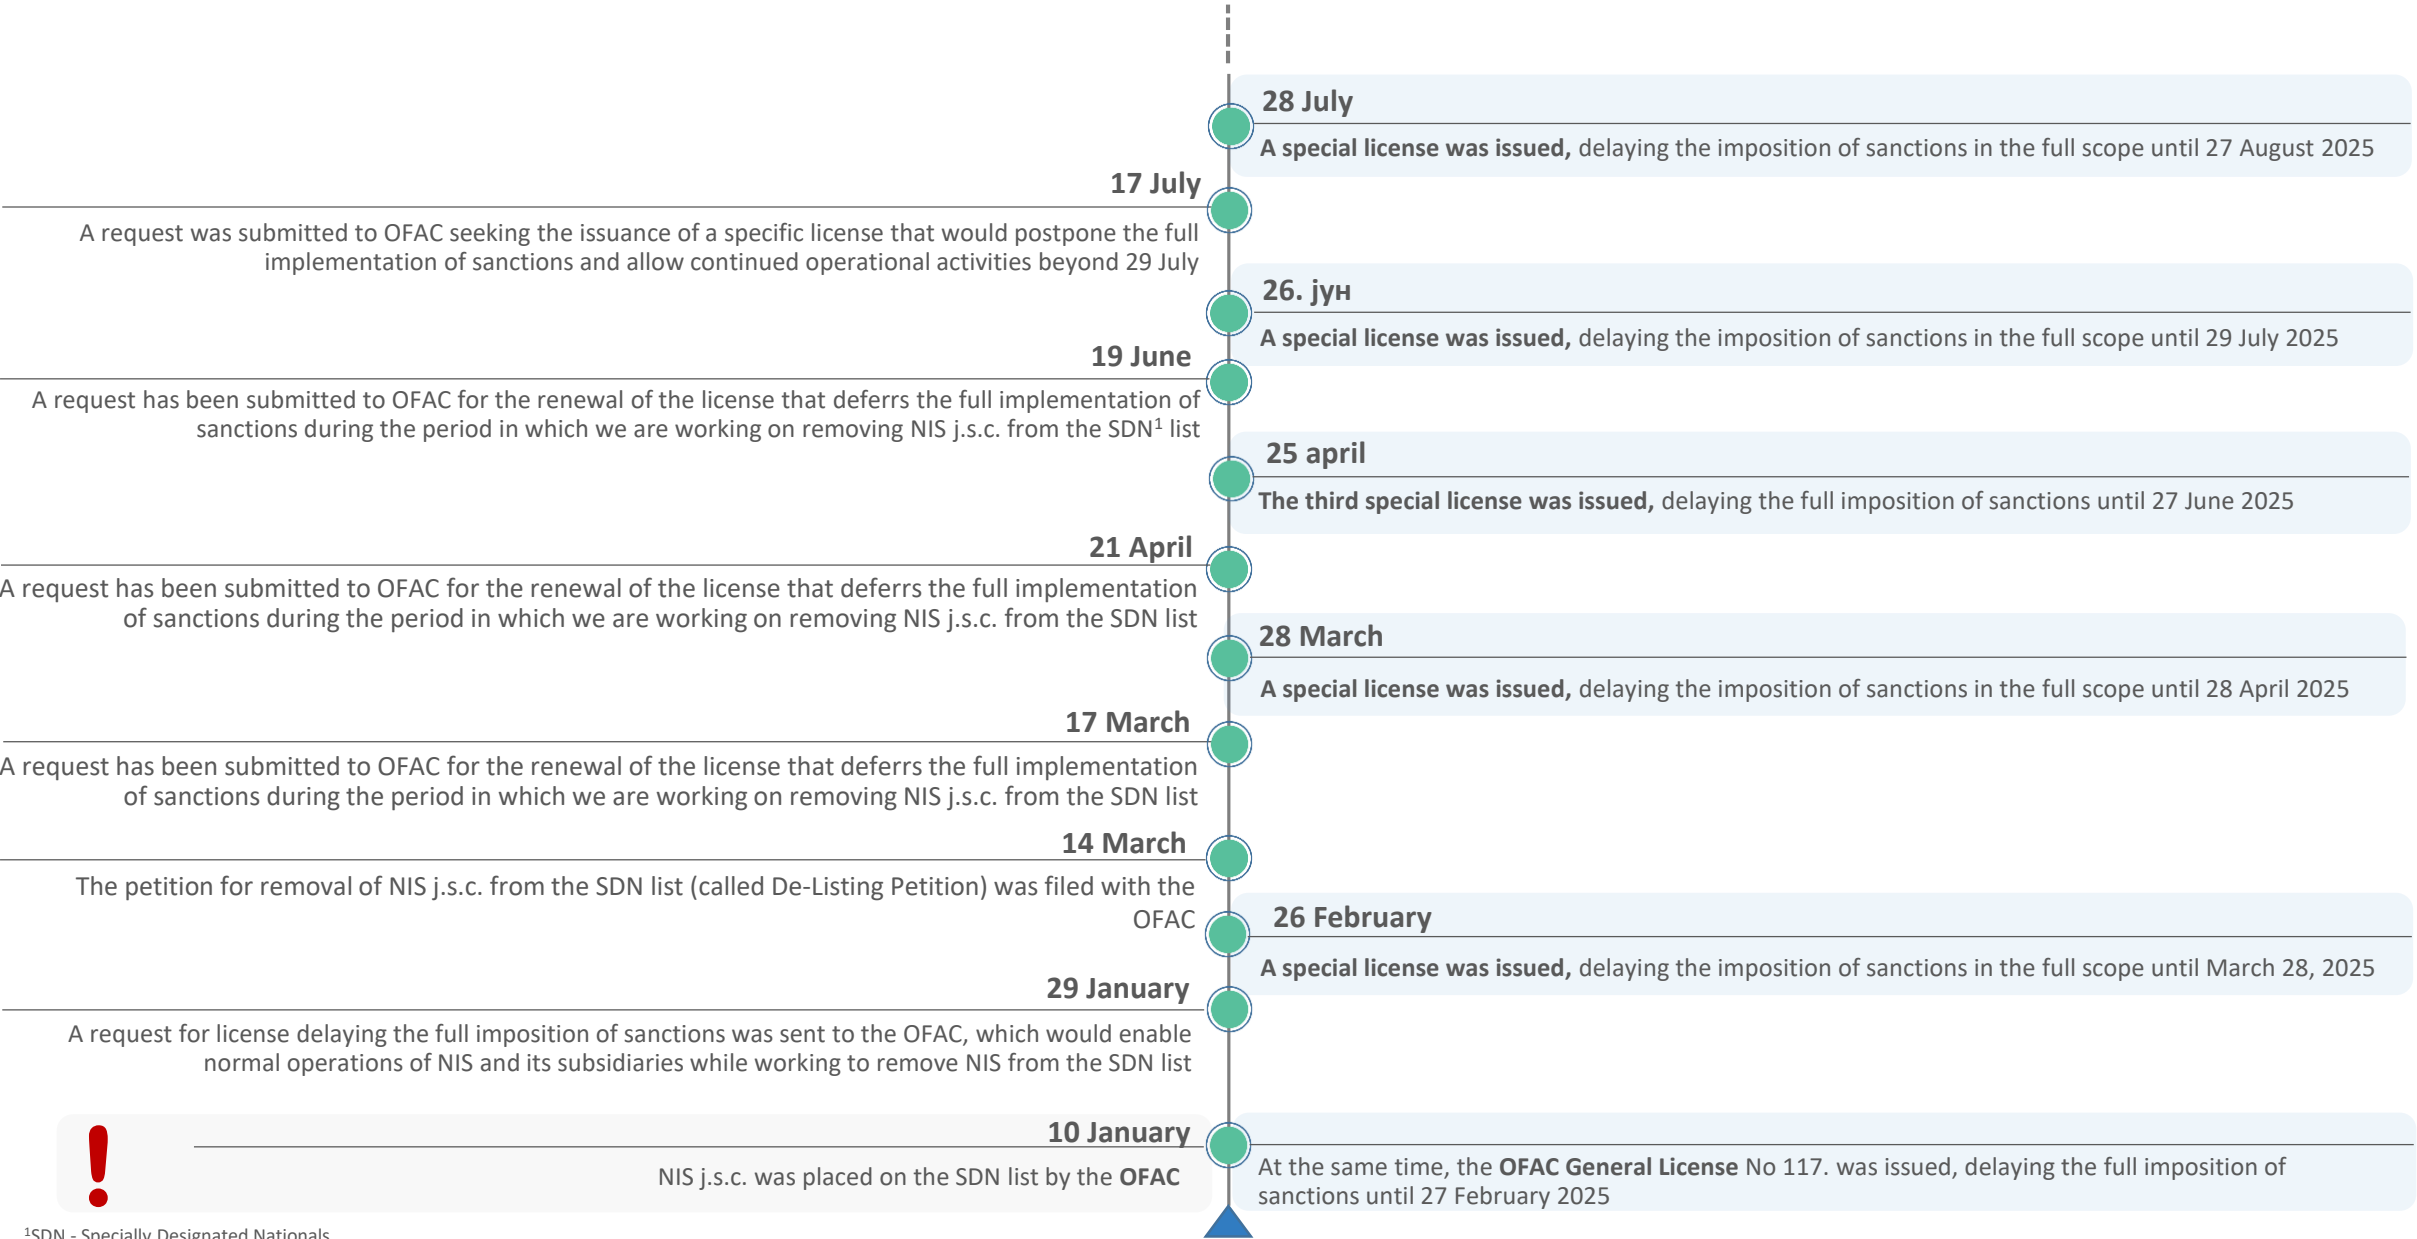 28 July
A special license was issued, delaying the imposition of sanctions in the full scope until 27 August 2025
17 July
A request was submitted to OFAC seeking the issuance of a specific license that would postpone the full
implementation of sanctions and allow continued operational activities beyond 29 July
26. јун
A special license was issued, delaying the imposition of sanctions in the full scope until 29 July 2025
19 June
A request has been submitted to OFAC for the renewal of the license that deferrs the full implementation of
sanctions during the period in which we are working on removing NIS j.s.c. from the SDN¹ list
25 april
The third special license was issued, delaying the full imposition of sanctions until 27 June 2025
21 April
A request has been submitted to OFAC for the renewal of the license that deferrs the full implementation
of sanctions during the period in which we are working on removing NIS j.s.c. from the SDN list
28 March
A special license was issued, delaying the imposition of sanctions in the full scope until 28 April 2025
17 March
A request has been submitted to OFAC for the renewal of the license that deferrs the full implementation
of sanctions during the period in which we are working on removing NIS j.s.c. from the SDN list
14 March
The petition for removal of NIS j.s.c. from the SDN list (called De-Listing Petition) was filed with the
OFAC
26 February
A special license was issued, delaying the imposition of sanctions in the full scope until March 28, 2025
29 January
A request for license delaying the full imposition of sanctions was sent to the OFAC, which would enable
normal operations of NIS and its subsidiaries while working to remove NIS from the SDN list
10 January
NIS j.s.c. was placed on the SDN list by the OFAC
At the same time, the OFAC General License No 117. was issued, delaying the full imposition of
sanctions until 27 February 2025
¹SDN - Specially Designated Nationals